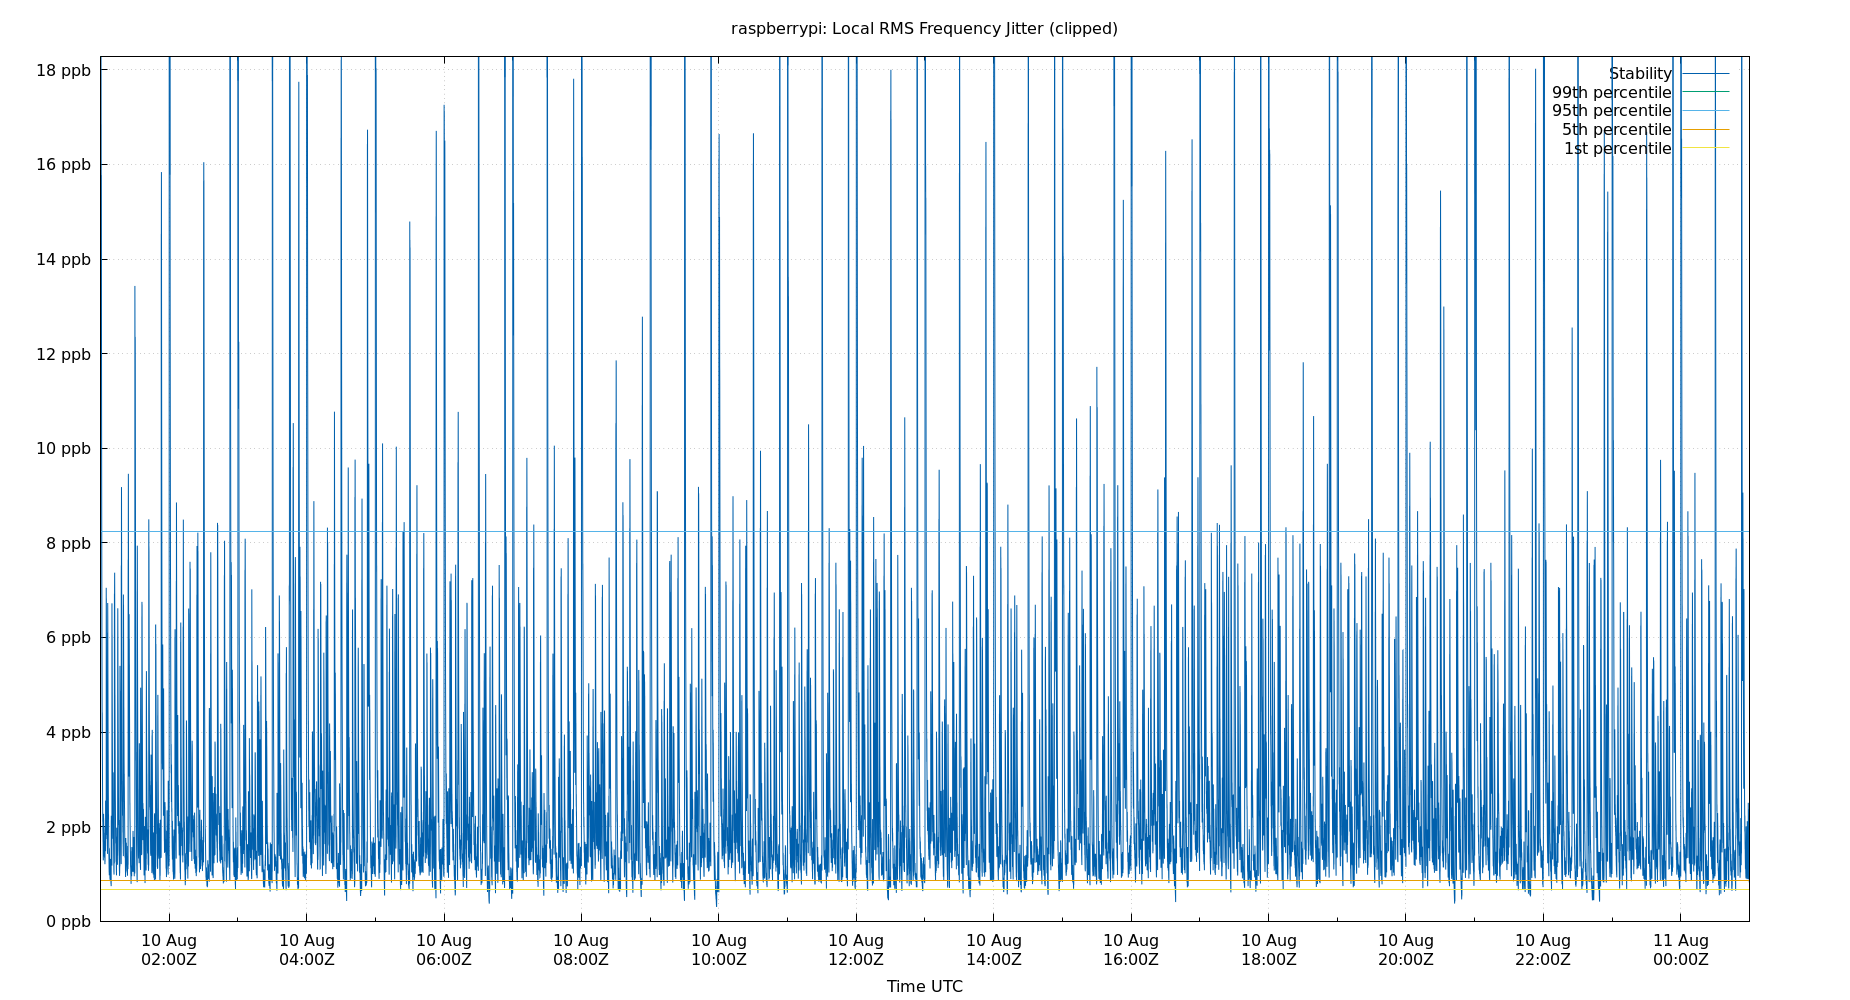 raspberrypi: Local RMS Frequency Jitter (clipped)
18 ppb
16 ppb
14 ppb
12 ppb
10 ppb
8 ppb
6 ppb
4 ppb
2 ppb
0 ppb
Stability
99th percentile
95th percentile
5th percentile
1st percentile
10 Aug 10 Aug 10 Aug 10 Aug 10 Aug 10 Aug 10 Aug 10 Aug 10 Aug 10 Aug 10 Aug 11 Aug
02:00Z 04:00Z 06:00Z 08:00Z 10:00Z 12:00Z 14:00Z 16:00Z 18:00Z 20:00Z 22:00Z 00:00Z
Time UTC